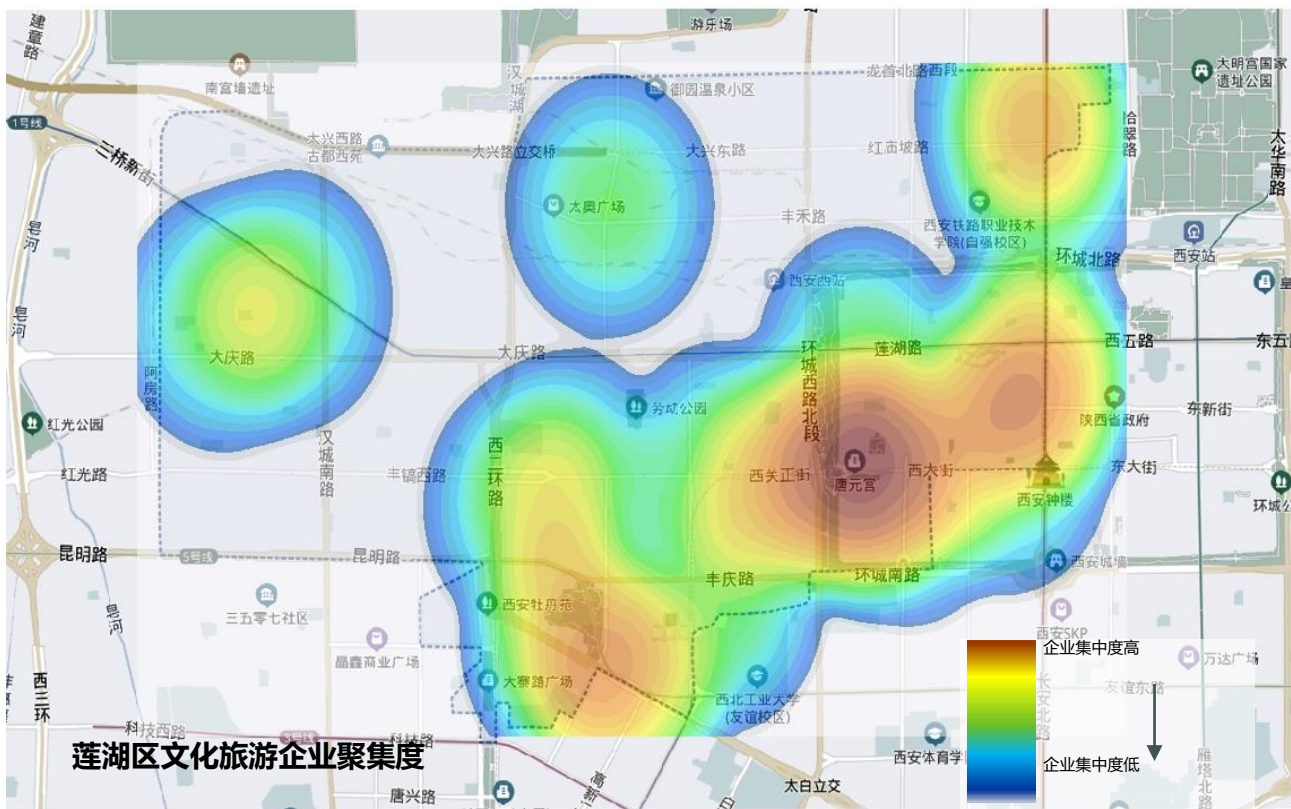 建章路
游乐场
南宫墙遗址
汉城湖
龙首北路西段
大明宫国家
遗址公园
御园温泉小区
1号线
三桥新街
大兴西路
古都西苑
大兴路立交桥
大兴东路
红庙坡路
拾翠路
太华南路
太奥广场
丰禾路
西安铁路职业技术
学院(自强校区)
皂河
西安站
环城北路
西安西站
皇
皂河
大庆路
大庆路
莲湖路
西五路
东五路
环城西路北段
阿房路
劳动公园
陕西省政府
东新街
红光公园
汉城南路
西二环路
红光路
丰镐西路
西关正街
唐元宫
西大街
东大街
西安钟楼
环城公
昆明路
5号线
昆明路
丰庆路
环城南路
西安城墙
三五零七社区
西安牡丹苑
皂河
西安SKP
晶鑫商业广场
企业集中度高
万达广场
西三环
大寨路广场
西北工业大学
(友谊校区)
长安北路
友谊东路
科技西路
5号线
科技路
莲湖区文化旅游企业聚集度
西安体育学
企业集中度低
高新
太白立交
雁塔北路
唐兴路